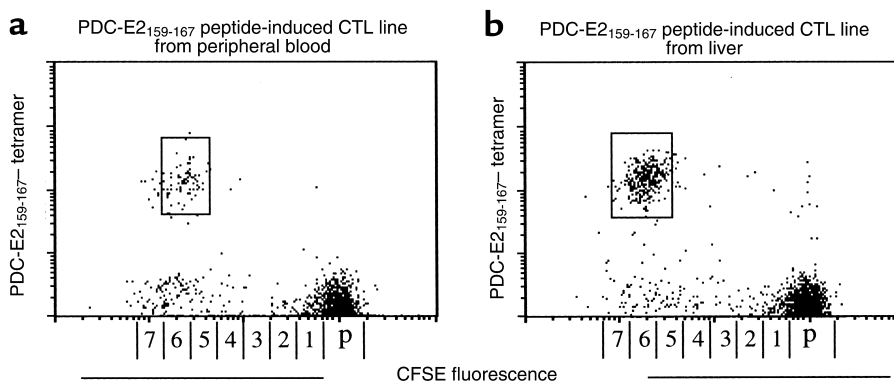 a
PDC-E2159-167 peptide-induced CTL line
from peripheral blood
PDC-E2159-167– tetramer
7 6 5 4 3 2 1 p
b
PDC-E2159-167 peptide-induced CTL line
from liver
PDC-E2159-167– tetramer
7 6 5 4 3 2 1 p
CFSE fluorescence